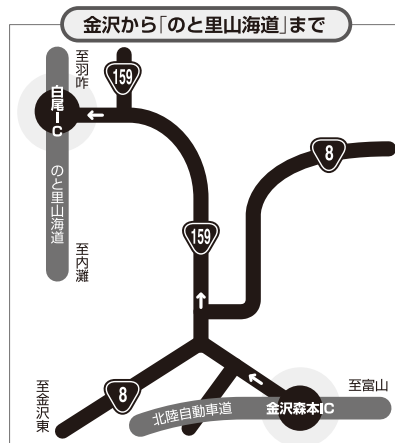 金沢から「のと里山海道」まで
至羽咋
159
白尾IC
のと里山海道
8
159
至内灘
至富山
至金沢東
8
北陸自動車道
金沢森本IC